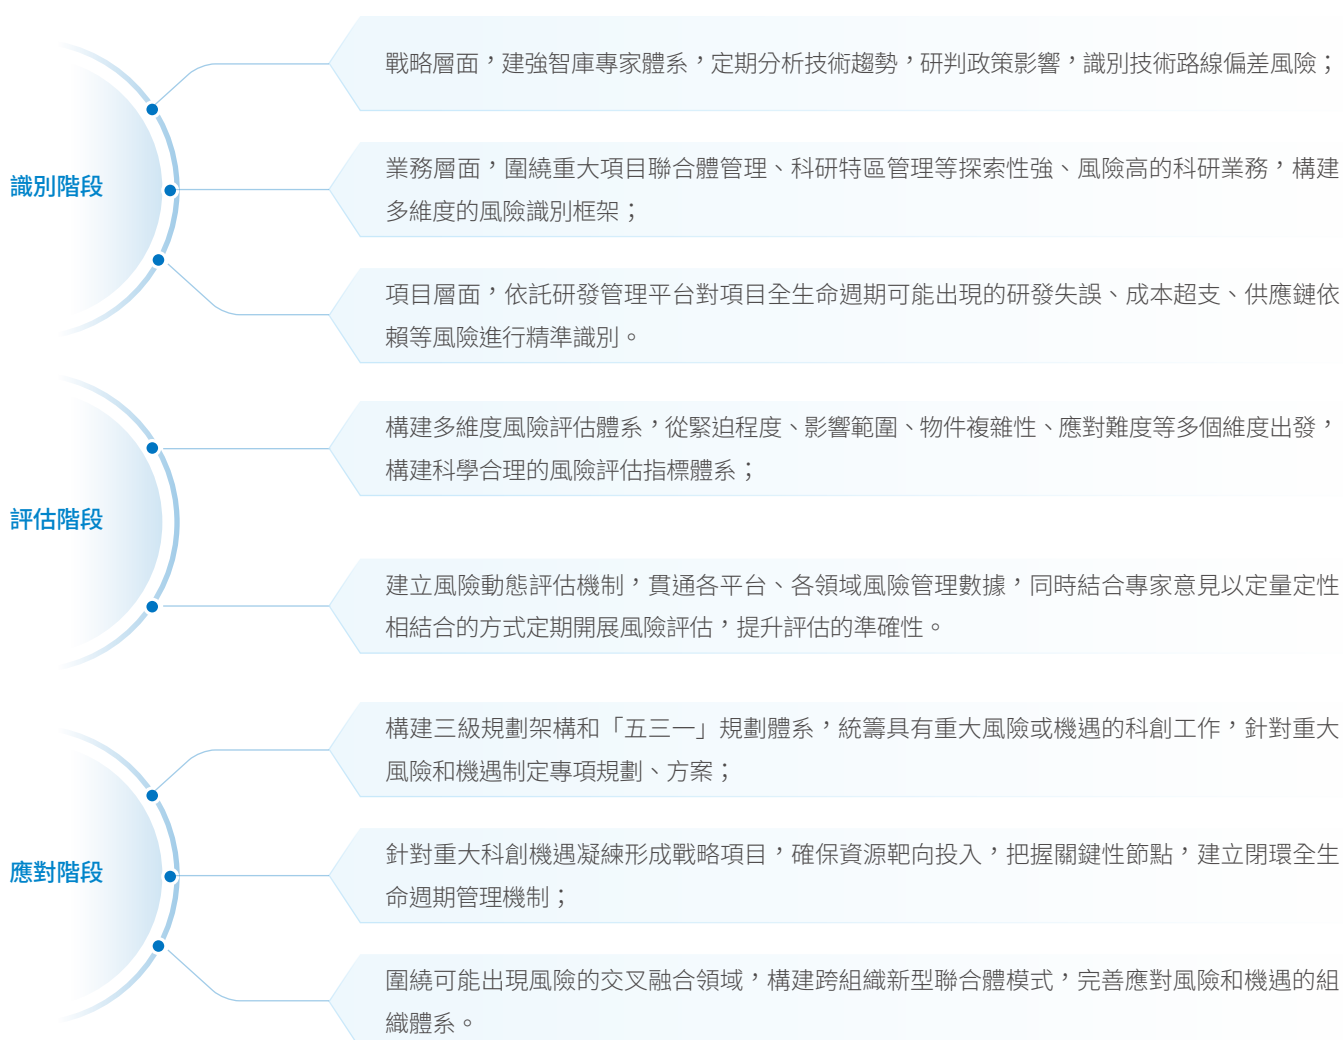 識別階段
戰略層面，建強智庫專家體系，定期分析技術趨勢，研判政策影響，識別技術路線偏差風險；
業務層面，圍繞重大項目聯合體管理、科研特區管理等探索性強、風險高的科研業務，構建
多維度的風險識別框架；
項目層面，依託研發管理平台對項目全生命週期可能出現的研發失誤、成本超支、供應鏈依
賴等風險進行精準識別。
評估階段
構建多維度風險評估體系，從緊迫程度、影響範圍、物件複雜性、應對難度等多個維度出發，
構建科學合理的風險評估指標體系；
建立風險動態評估機制，貫通各平台、各領域風險管理數據，同時結合專家意見以定量定性
相結合的方式定期開展風險評估，提升評估的準確性。
應對階段
構建三級規劃架構和「五三一」規劃體系，統籌具有重大風險或機遇的科創工作，針對重大
風險和機遇制定專項規劃、方案；
針對重大科創機遇凝練形成戰略項目，確保資源靶向投入，把握關鍵性節點，建立閉環全生
命週期管理機制；
圍繞可能出現風險的交叉融合領域，構建跨組織新型聯合體模式，完善應對風險和機遇的組
織體系。